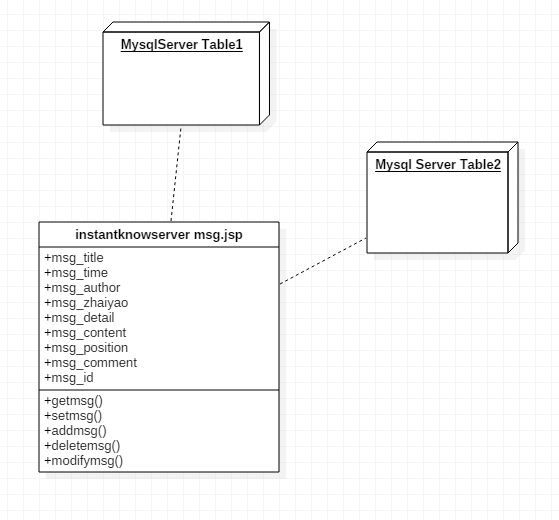 MysqlServer Table1
Mysql Server Table2
instantknowserver msg.jsp
+msg_title
+msg_time
+msg_author
+msg_zhaiyao
+msg_detail
+msg_content
+msg_position
+msg_comment
+msg_id
+getmsg()
+setmsg()
+addmsg()
+deletemsg()
+modifymsg()